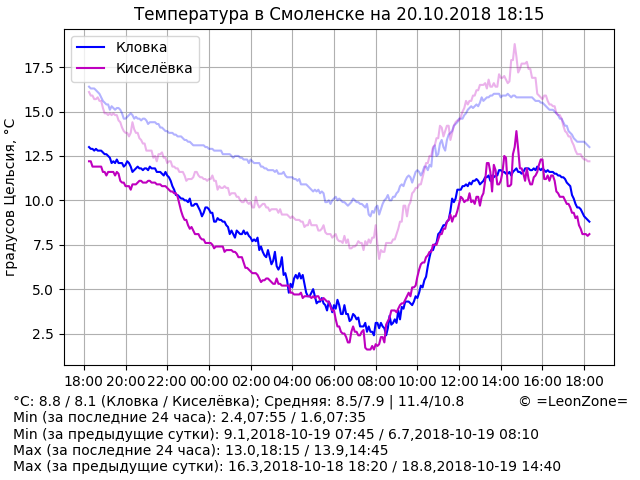 Температура в Смоленске на 20.10.2018 18:15
Кловка
Киселёвка
градусов Цельсия, °C
17.5
15.0
12.5
10.0
7.5
5.0
2.5
18:00 20:00 22:00 00:00 02:00 04:00 06:00 08:00 10:00 12:00 14:00 16:00 18:00
°C: 8.8 / 8.1 (Кловка / Киселёвка); Средняя: 8.5/7.9 | 11.4/10.8 © =LeonZone=
Min (за последние 24 часа): 2.4,07:55 / 1.6,07:35
Min (за предыдущие сутки): 9.1,2018-10-19 07:45 / 6.7,2018-10-19 08:10
Max (за последние 24 часа): 13.0,18:15 / 13.9,14:45
Max (за предыдущие сутки): 16.3,2018-10-18 18:20 / 18.8,2018-10-19 14:40